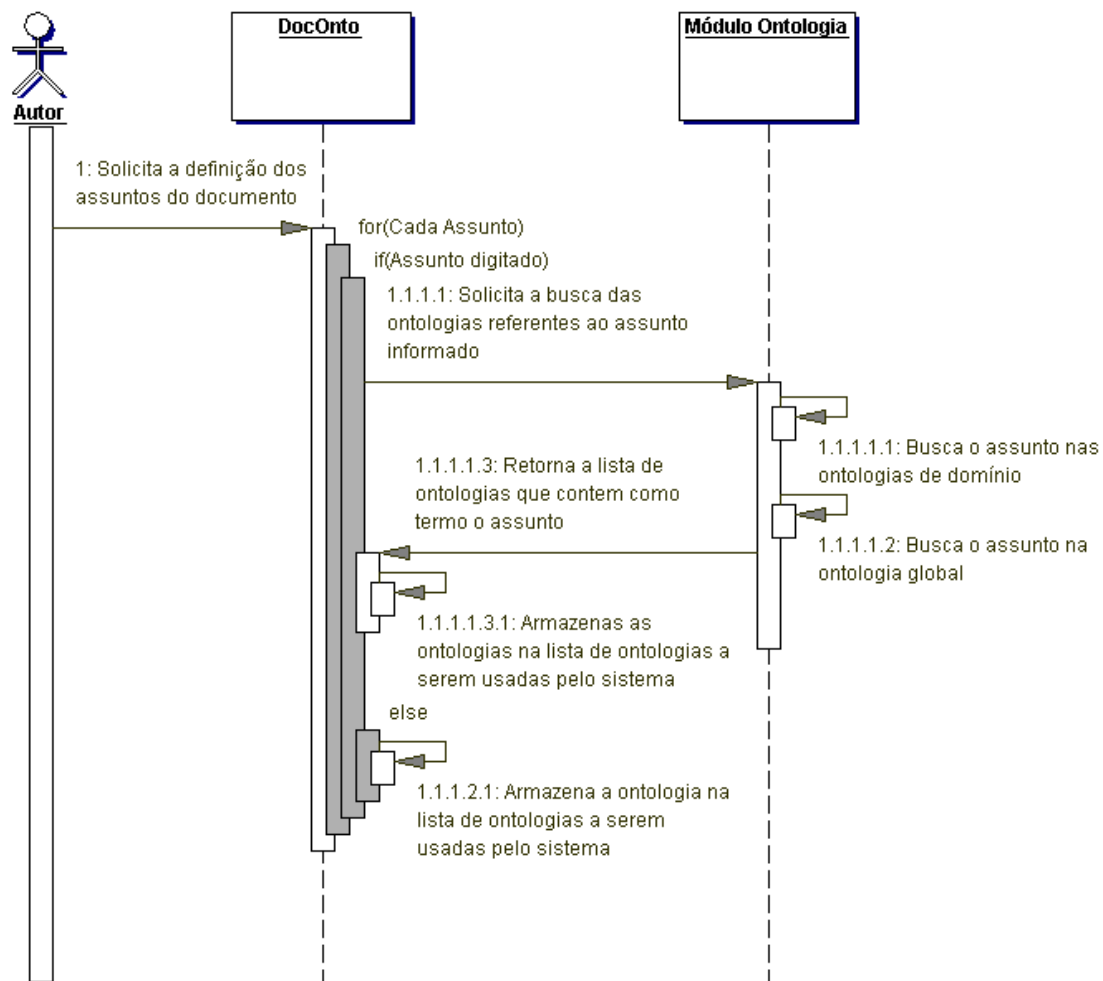 DocOnto
Módulo Ontologia
Autor
1: Solicita a definição dos
assuntos do documento
for(Cada Assunto)
if(Assunto digitado)
1.1.1.1: Solicita a busca das
ontologias referentes ao assunto
informado
1.1.1.1.1: Busca o assunto nas
ontologias de domínio
1.1.1.1.2: Busca o assunto na
ontologia global
1.1.1.1.3: Retorna a lista de
ontologias que contem como
termo o assunto
1.1.1.1.3.1: Armazenas as
ontologias na lista de ontologias a
serem usadas pelo sistema
else
1.1.1.2.1: Armazena a ontologia na
lista de ontologias a serem
usadas pelo sistema